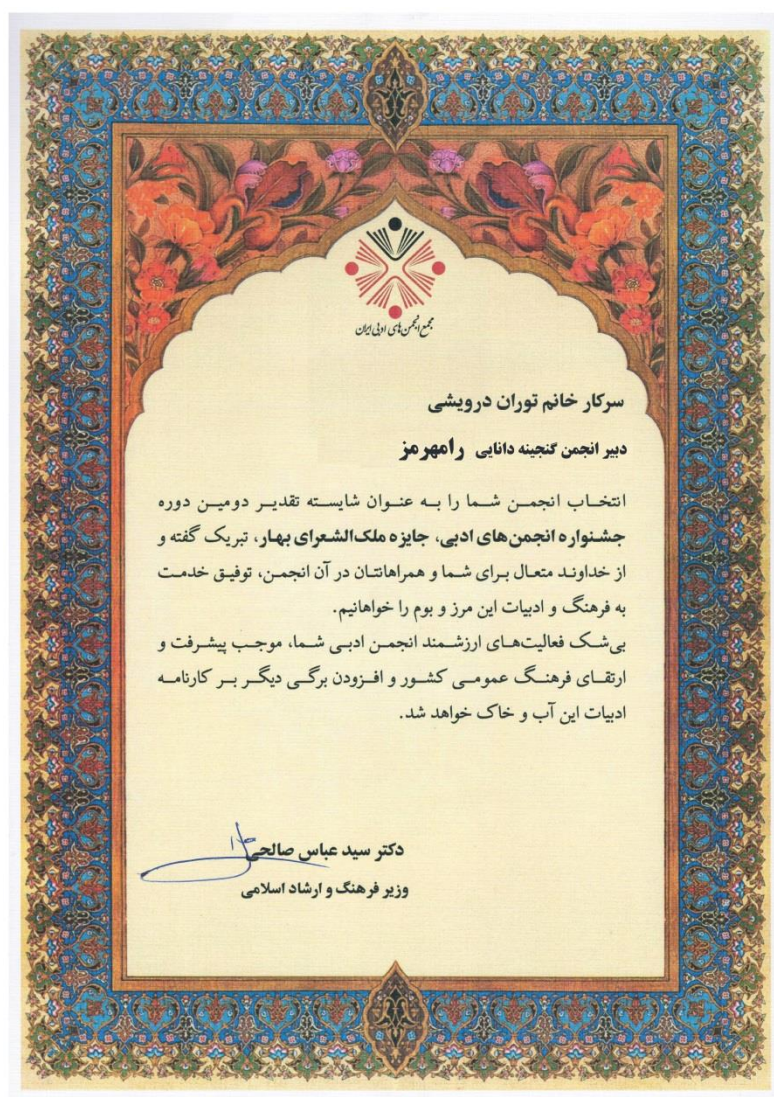 مجمع انجمن‌های ادبی ایران
سرکار خانم توران درویشی
دبیر انجمن گنجینه دانایی رامهرمز
انتخاب انجمن شما را به عنوان شایسته تقدیر دومین دوره
جشنواره انجمن‌های ادبی، جایزه ملک‌الشعرای بهار، تبریک گفته و
از خداوند متعال برای شما و همراهانتان در آن انجمن، توفیق خدمت
به فرهنگ و ادبیات این مرز و بوم را خواهانیم.
بی‌شک فعالیت‌های ارزشمند انجمن ادبی شما، موجب پیشرفت و
ارتقای فرهنگ عمومی کشور و افزودن برگی دیگر بر کارنامه
ادبیات این آب و خاک خواهد شد.
دکتر سید عباس صالحی
وزیر فرهنگ و ارشاد اسلامی